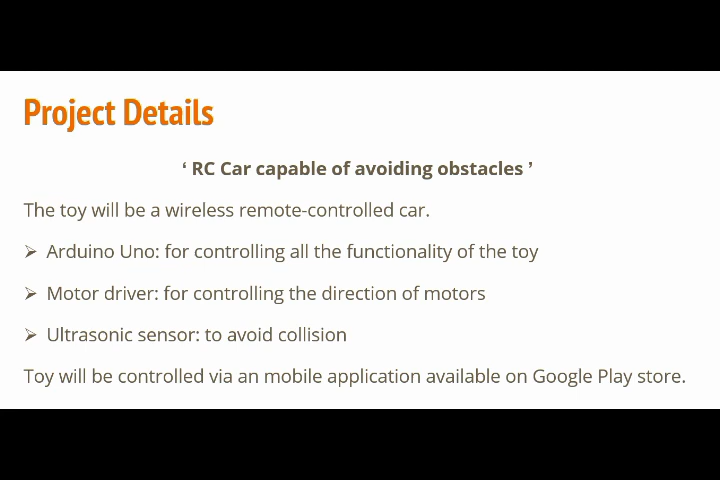 Project Details
‘ RC Car capable of avoiding obstacles ’
The toy will be a wireless remote-controlled car.
➢ Arduino Uno: for controlling all the functionality of the toy
➢ Motor driver: for controlling the direction of motors
➢ Ultrasonic sensor: to avoid collision
Toy will be controlled via an mobile application available on Google Play store.